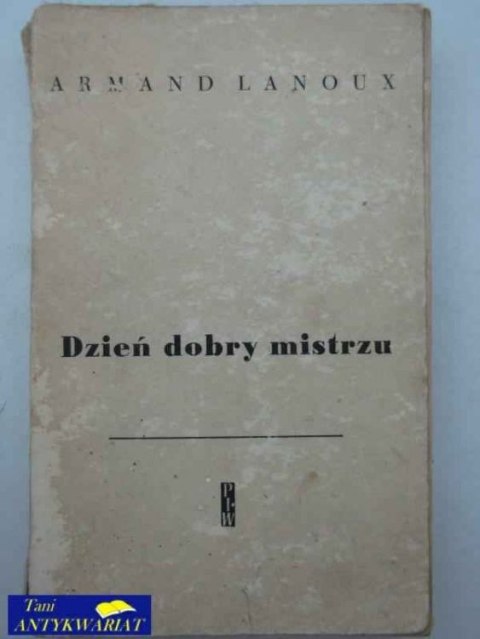 ARMAND LANOUX
Dzień dobry mistrzu
PIW
Tani
ANTYKWARIAT